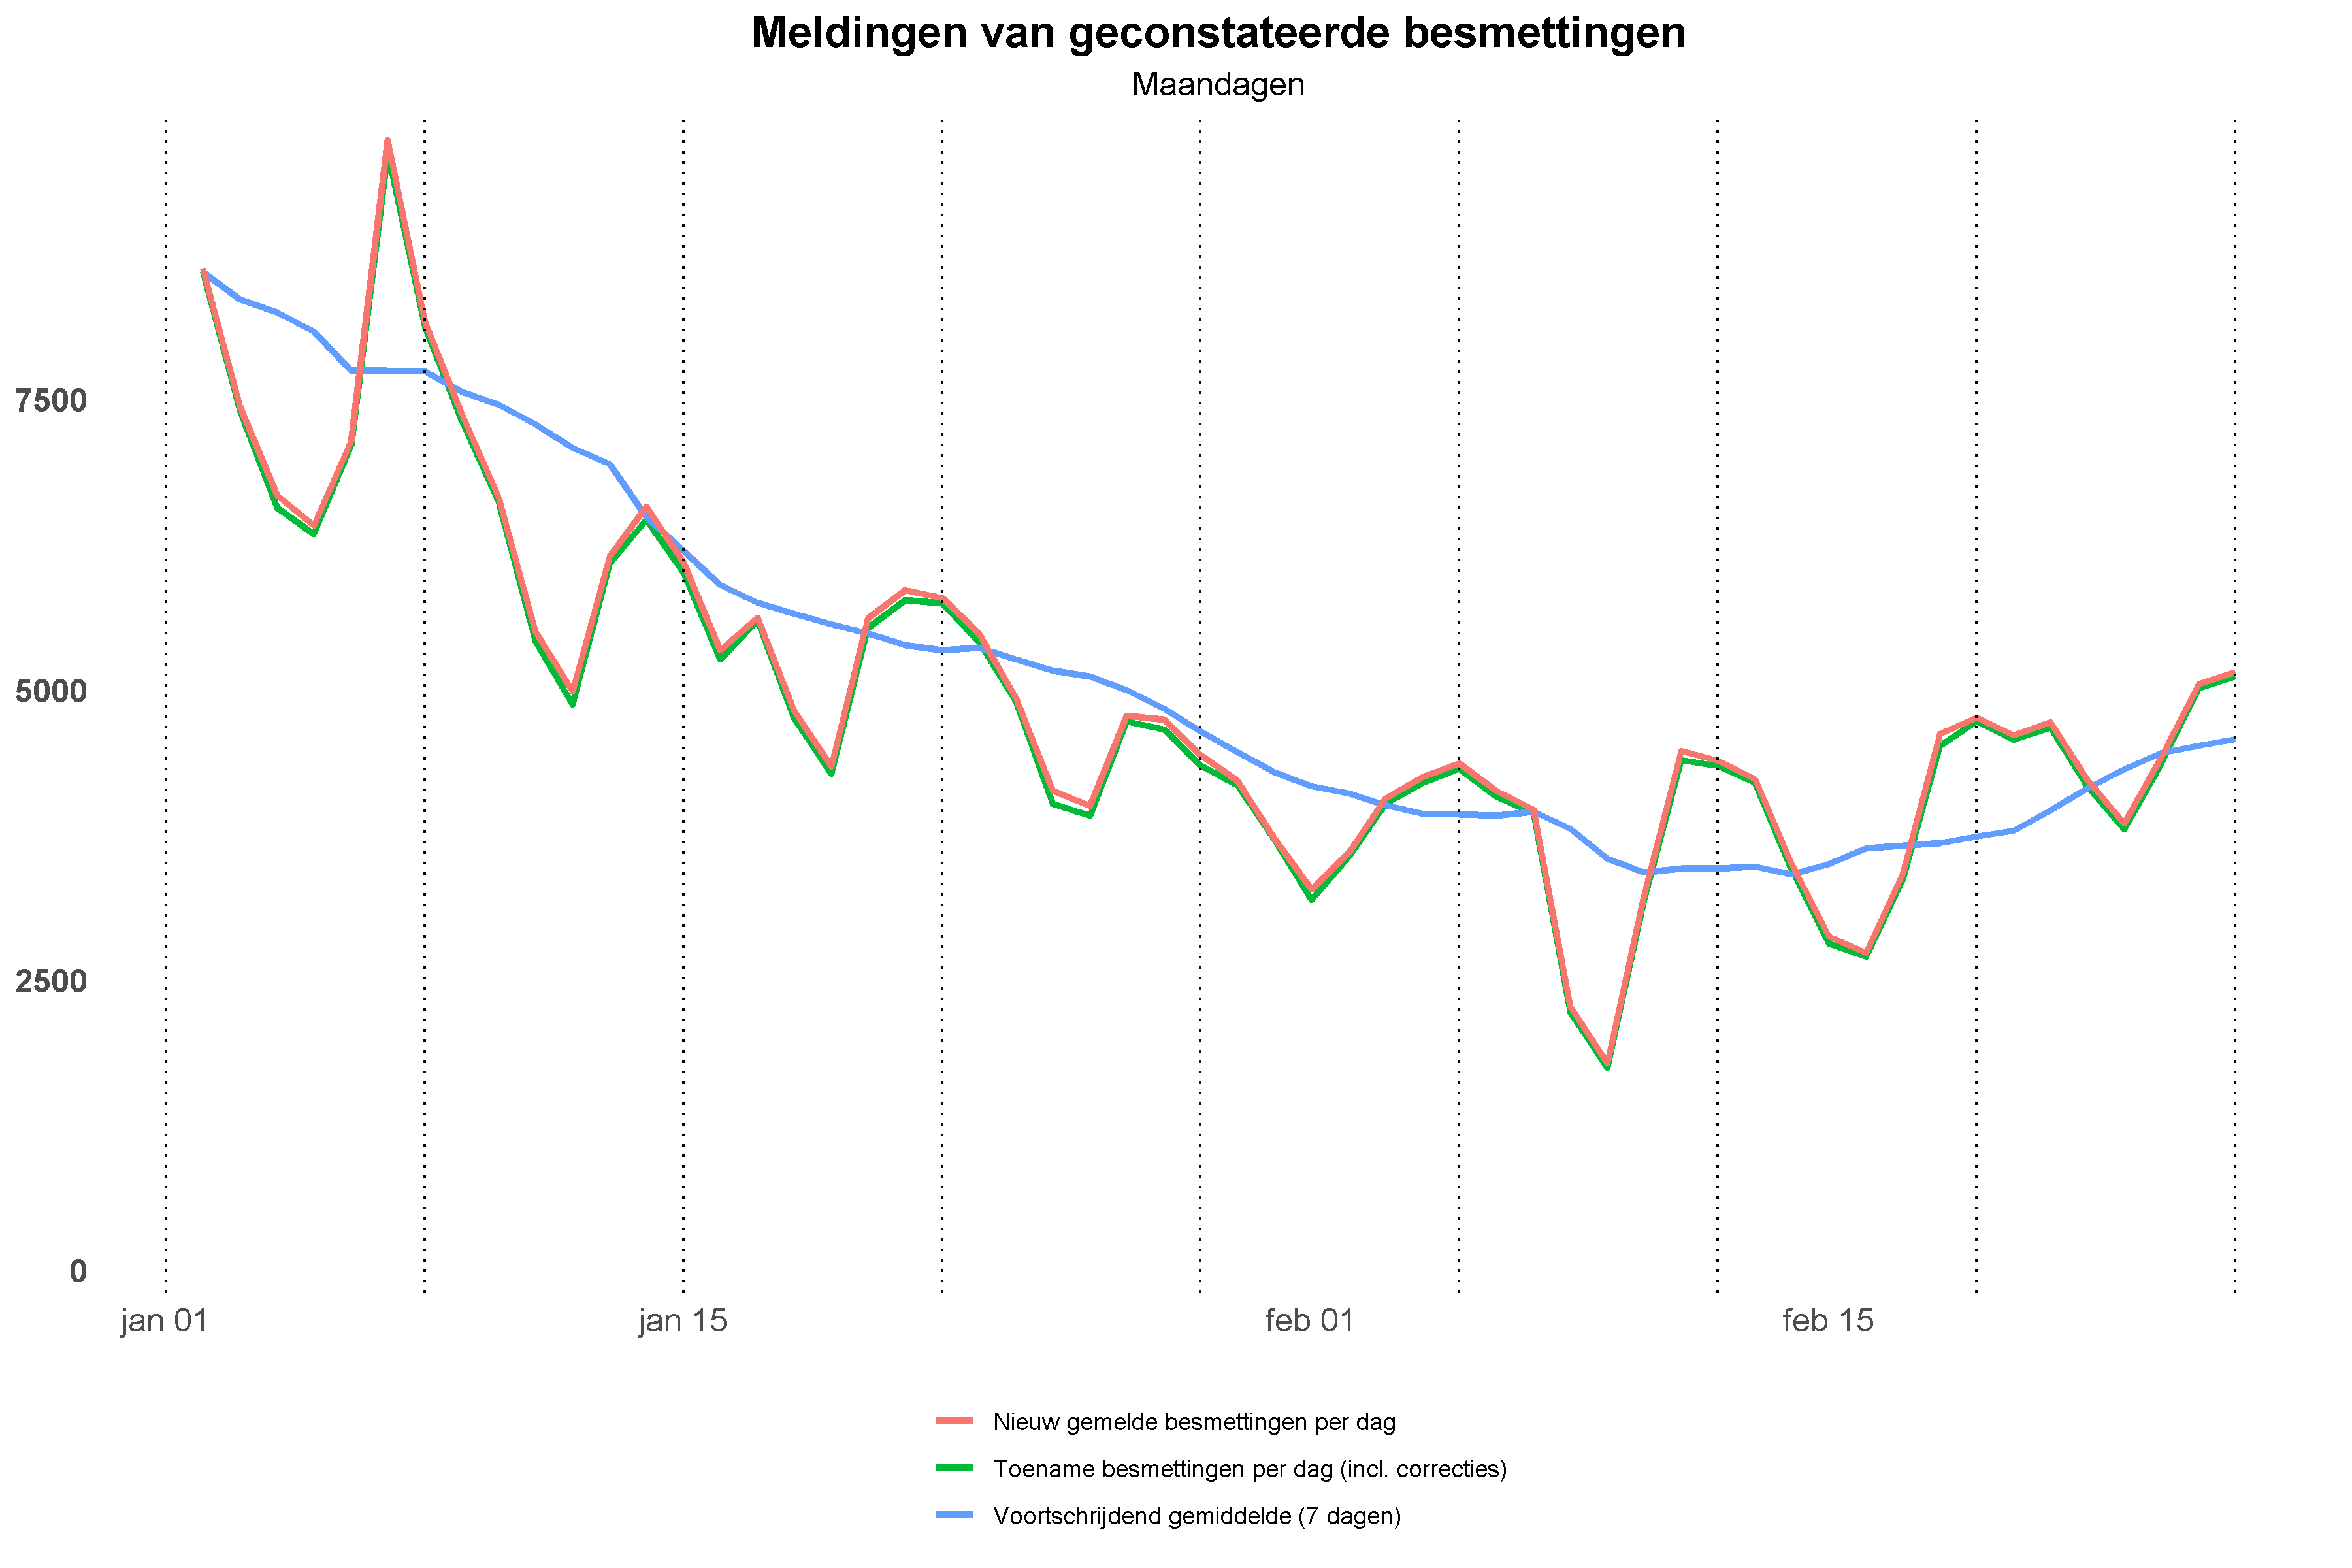 Meldingen van geconstateerde besmettingen
Maandagen
7500
5000
2500
0
jan 01
jan 15
feb 01
feb 15
Nieuw gemelde besmettingen per dag
Toename besmettingen per dag (incl. correcties)
Voortschrijdend gemiddelde (7 dagen)